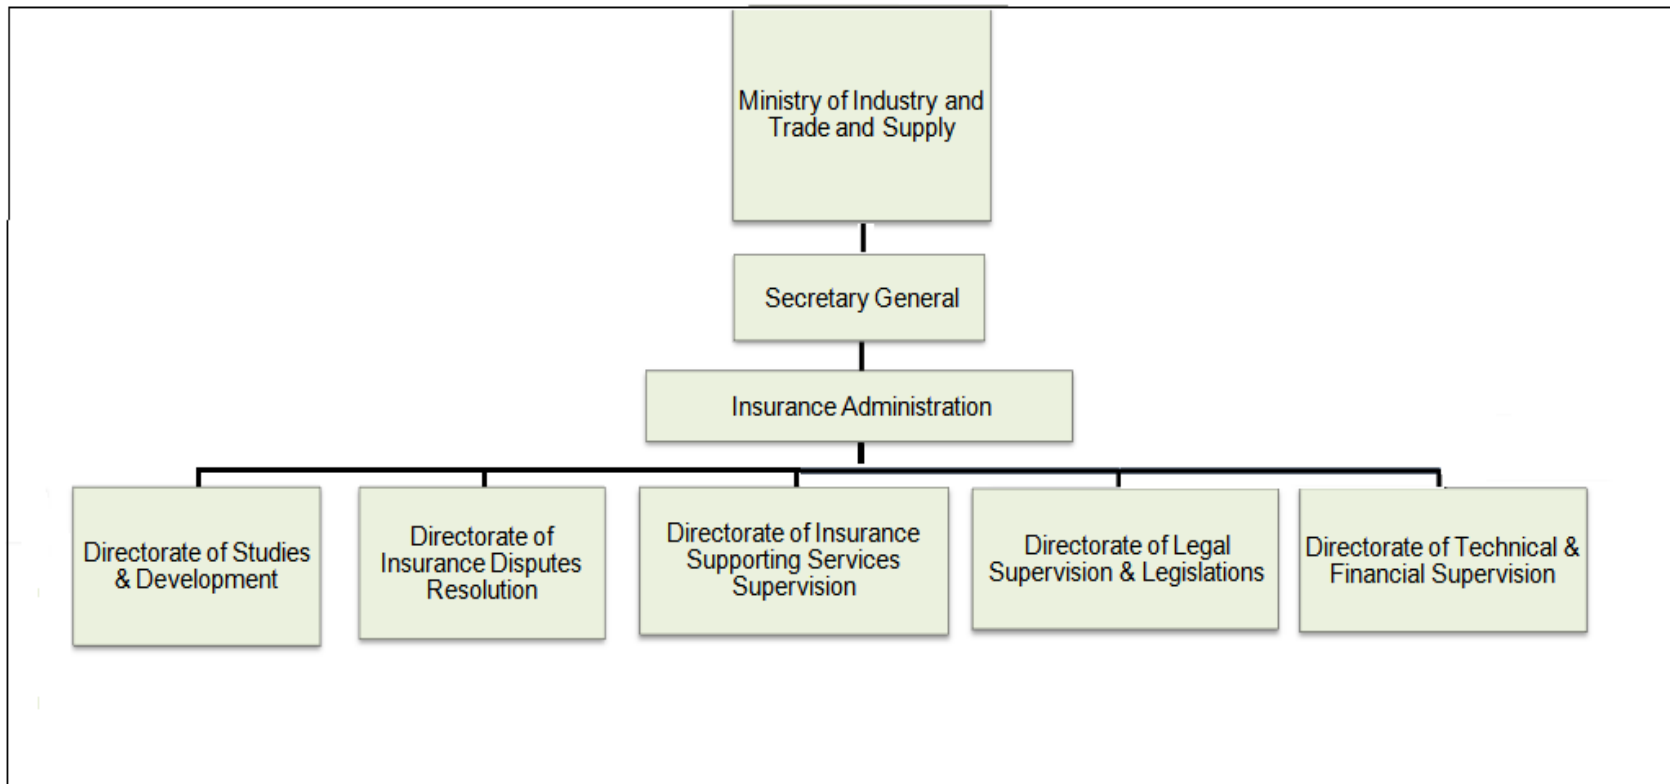 Ministry of Industry and
Trade and Supply
Secretary General
Insurance Administration
Directorate of Studies
& Development
Directorate of
Insurance Disputes
Resolution
Directorate of Insurance
Supporting Services
Supervision
Directorate of Legal
Supervision & Legislations
Directorate of Technical &
Financial Supervision